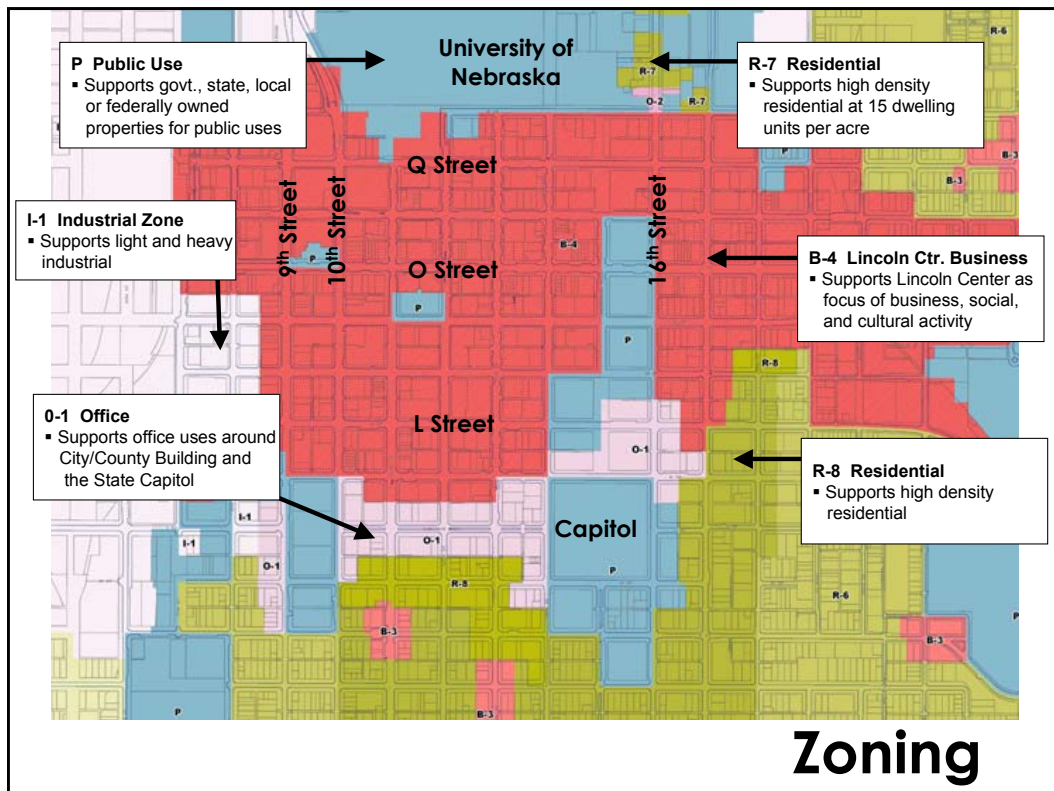 University of
Nebraska
P Public Use
▪ Supports govt., state, local
or federally owned
properties for public uses
R-7 Residential
▪ Supports high density
residential at 15 dwelling
units per acre
R-6
R-7
O-2
R-7
P
B-3
B-3
Q Street
9th Street
10th Street
16th Street
I-1 Industrial Zone
▪ Supports light and heavy
industrial
B-4
P
O Street
B-4 Lincoln Ctr. Business
▪ Supports Lincoln Center as
focus of business, social,
and cultural activity
P
P
R-8
0-1 Office
▪ Supports office uses around
City/County Building and
the State Capitol
L Street
O-1
R-8 Residential
▪ Supports high density
residential
I-1
I-1
O-1
O-1
Capitol
P
R-8
R-6
B-3
B-3
P
P
B-3
Zoning